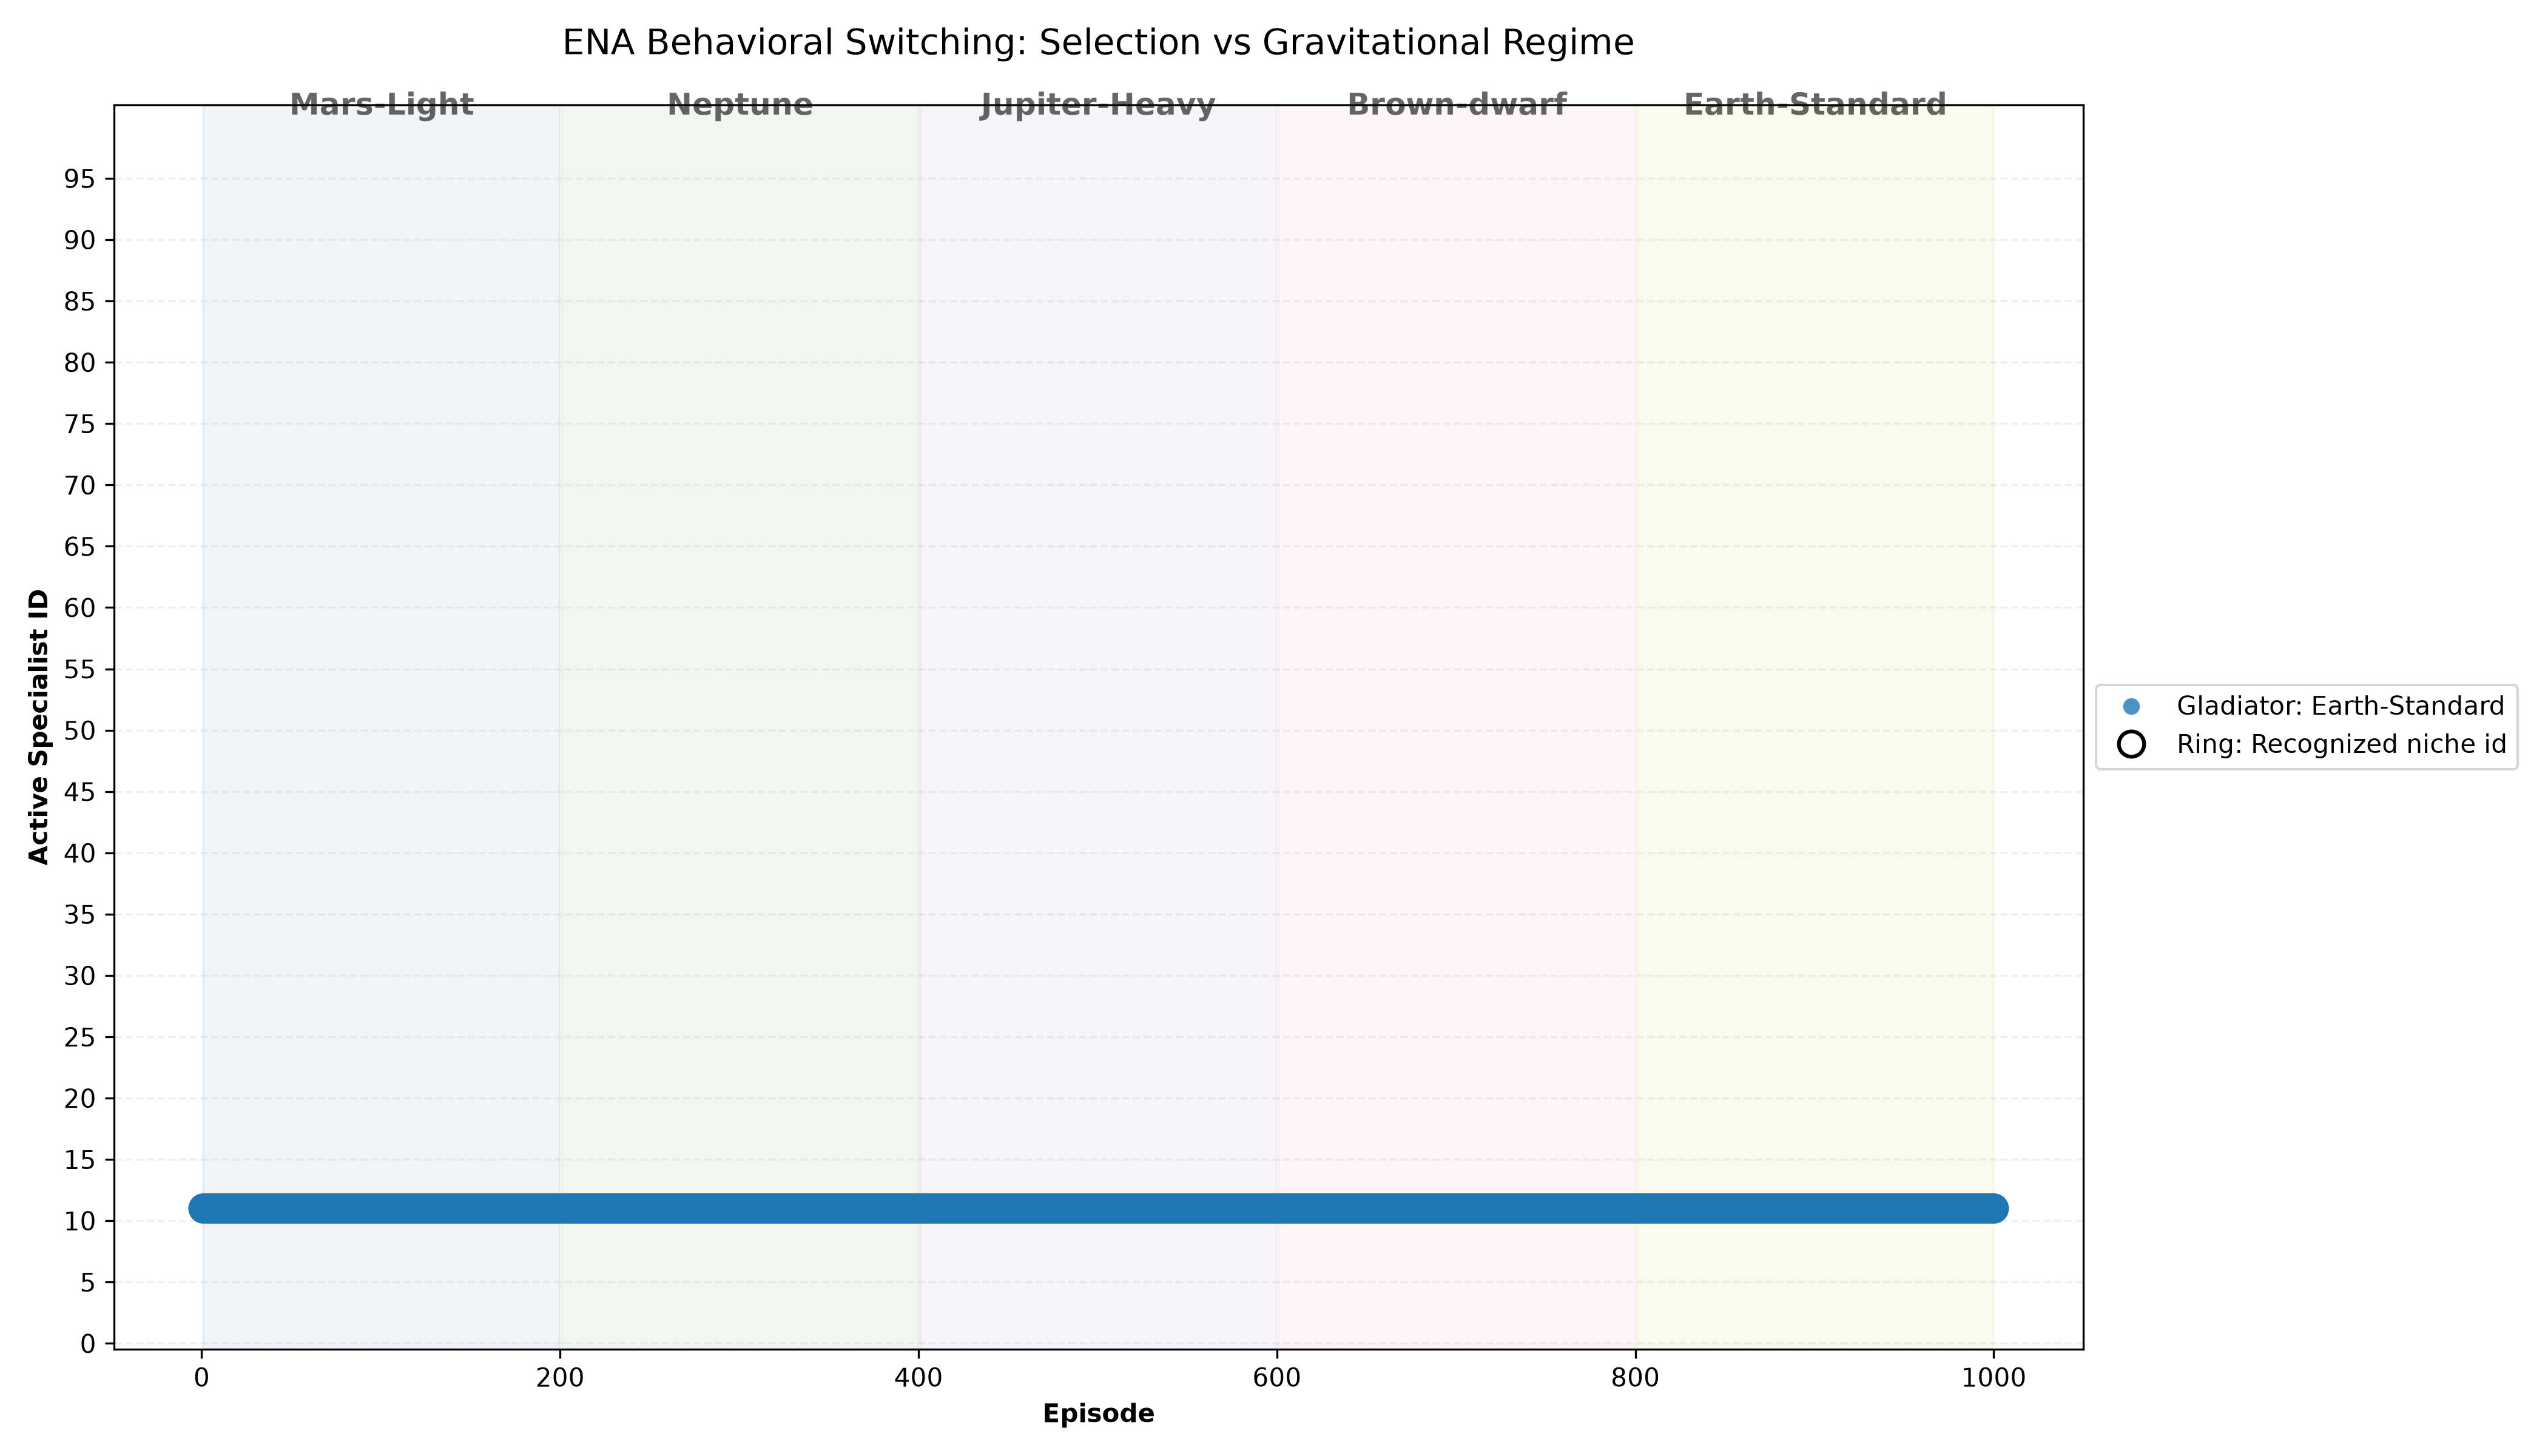 ENA Behavioral Switching: Selection vs Gravitational Regime
Mars-Light Neptune Jupiter-Heavy Brown-dwarf Earth-Standard
95
90
85
80
75
70
65
60
55
50
45
40
35
30
25
20
15
10
5
0
Active Specialist ID
Gladiator: Earth-Standard
Ring: Recognized niche id
0 200 400 600 800 1000
Episode